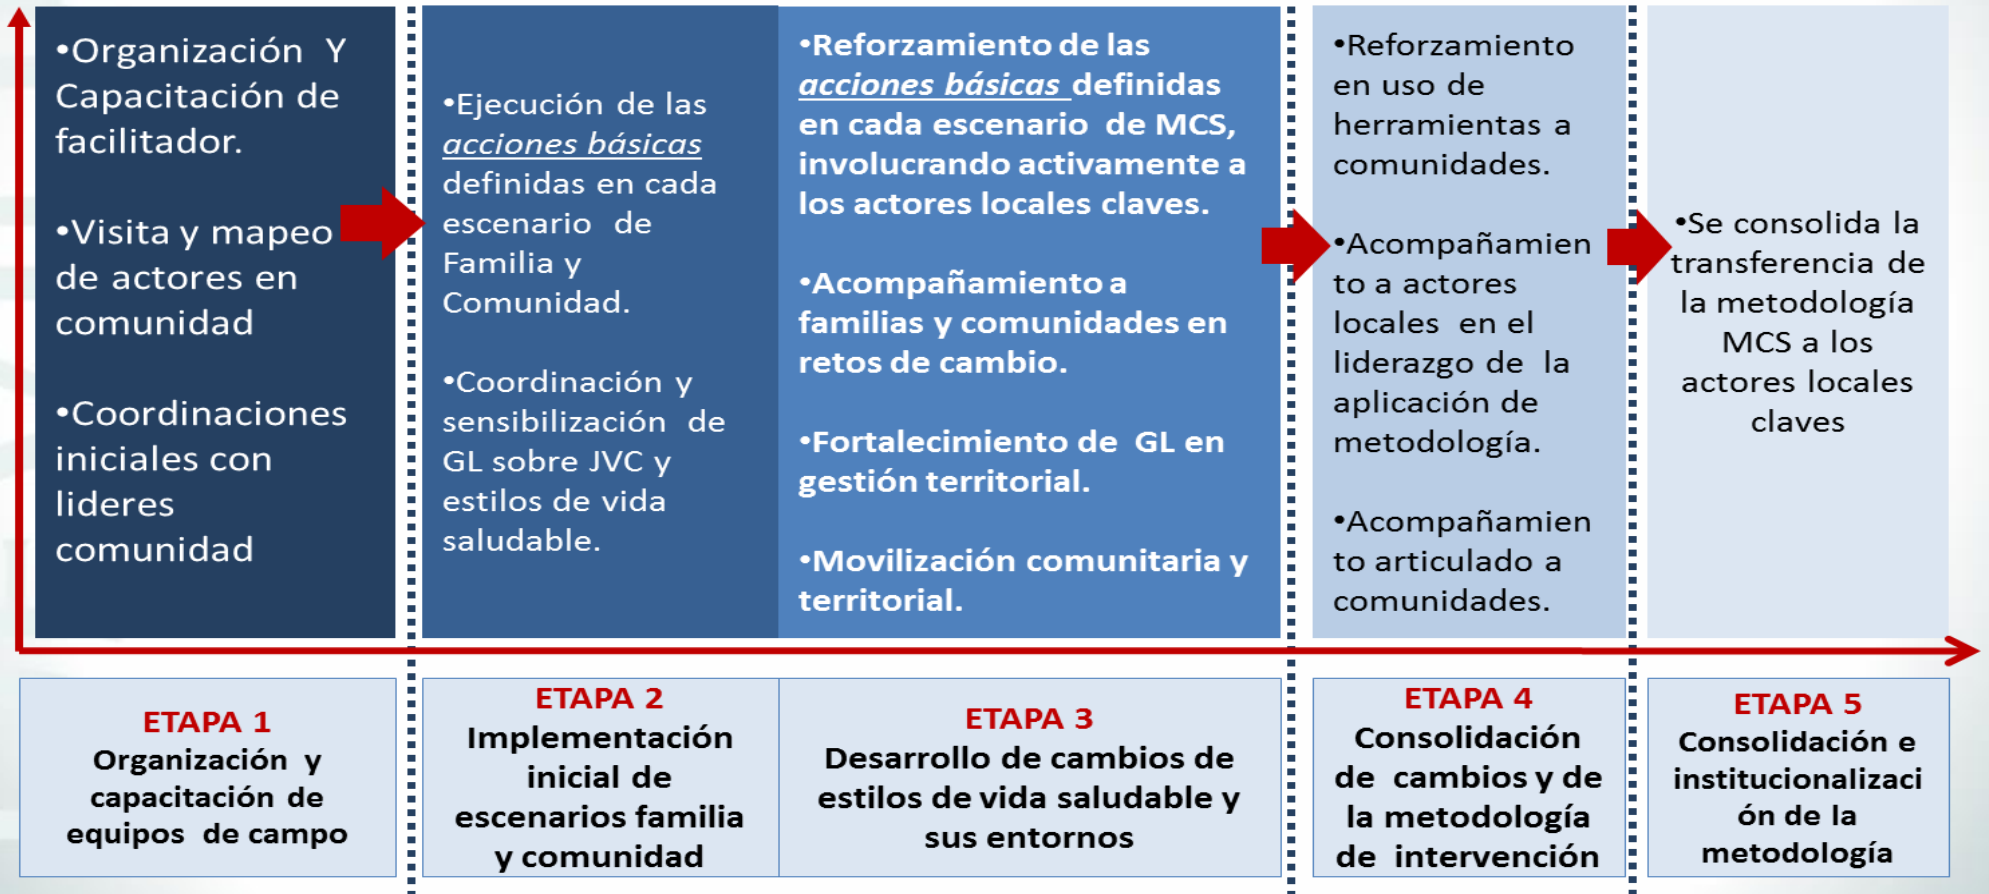 •Organización Y
Capacitación de
facilitador.
•Visita y mapeo
de actores en
comunidad
•Coordinaciones
iniciales con
lideres
comunidad
•Ejecución de las
acciones básicas
definidas en cada
escenario de
Familia y
Comunidad.
•Coordinación y
sensibilización de
GL sobre JVC y
estilos de vida
saludable.
•Reforzamiento de las
acciones básicas definidas
en cada escenario de MCS,
involucrando activamente a
los actores locales claves.
•Acompañamiento a
familias y comunidades en
retos de cambio.
•Fortalecimiento de GL en
gestión territorial.
•Movilización comunitaria y
territorial.
•Reforzamiento
en uso de
herramientas a
comunidades.
•Acompañamien
to a actores
locales en el
liderazgo de la
aplicación de
metodología.
•Acompañamien
to articulado a
comunidades.
•Se consolida la
transferencia de
la metodología
MCS a los
actores locales
claves
ETAPA 1
Organización y
capacitación de
equipos de campo
ETAPA 2
Implementación
inicial de
escenarios familia
y comunidad
ETAPA 3
Desarrollo de cambios de
estilos de vida saludable y
sus entornos
ETAPA 4
Consolidación
de cambios y de
la metodología
de intervención
ETAPA 5
Consolidación e
institucionalizaci
ón de la
metodología